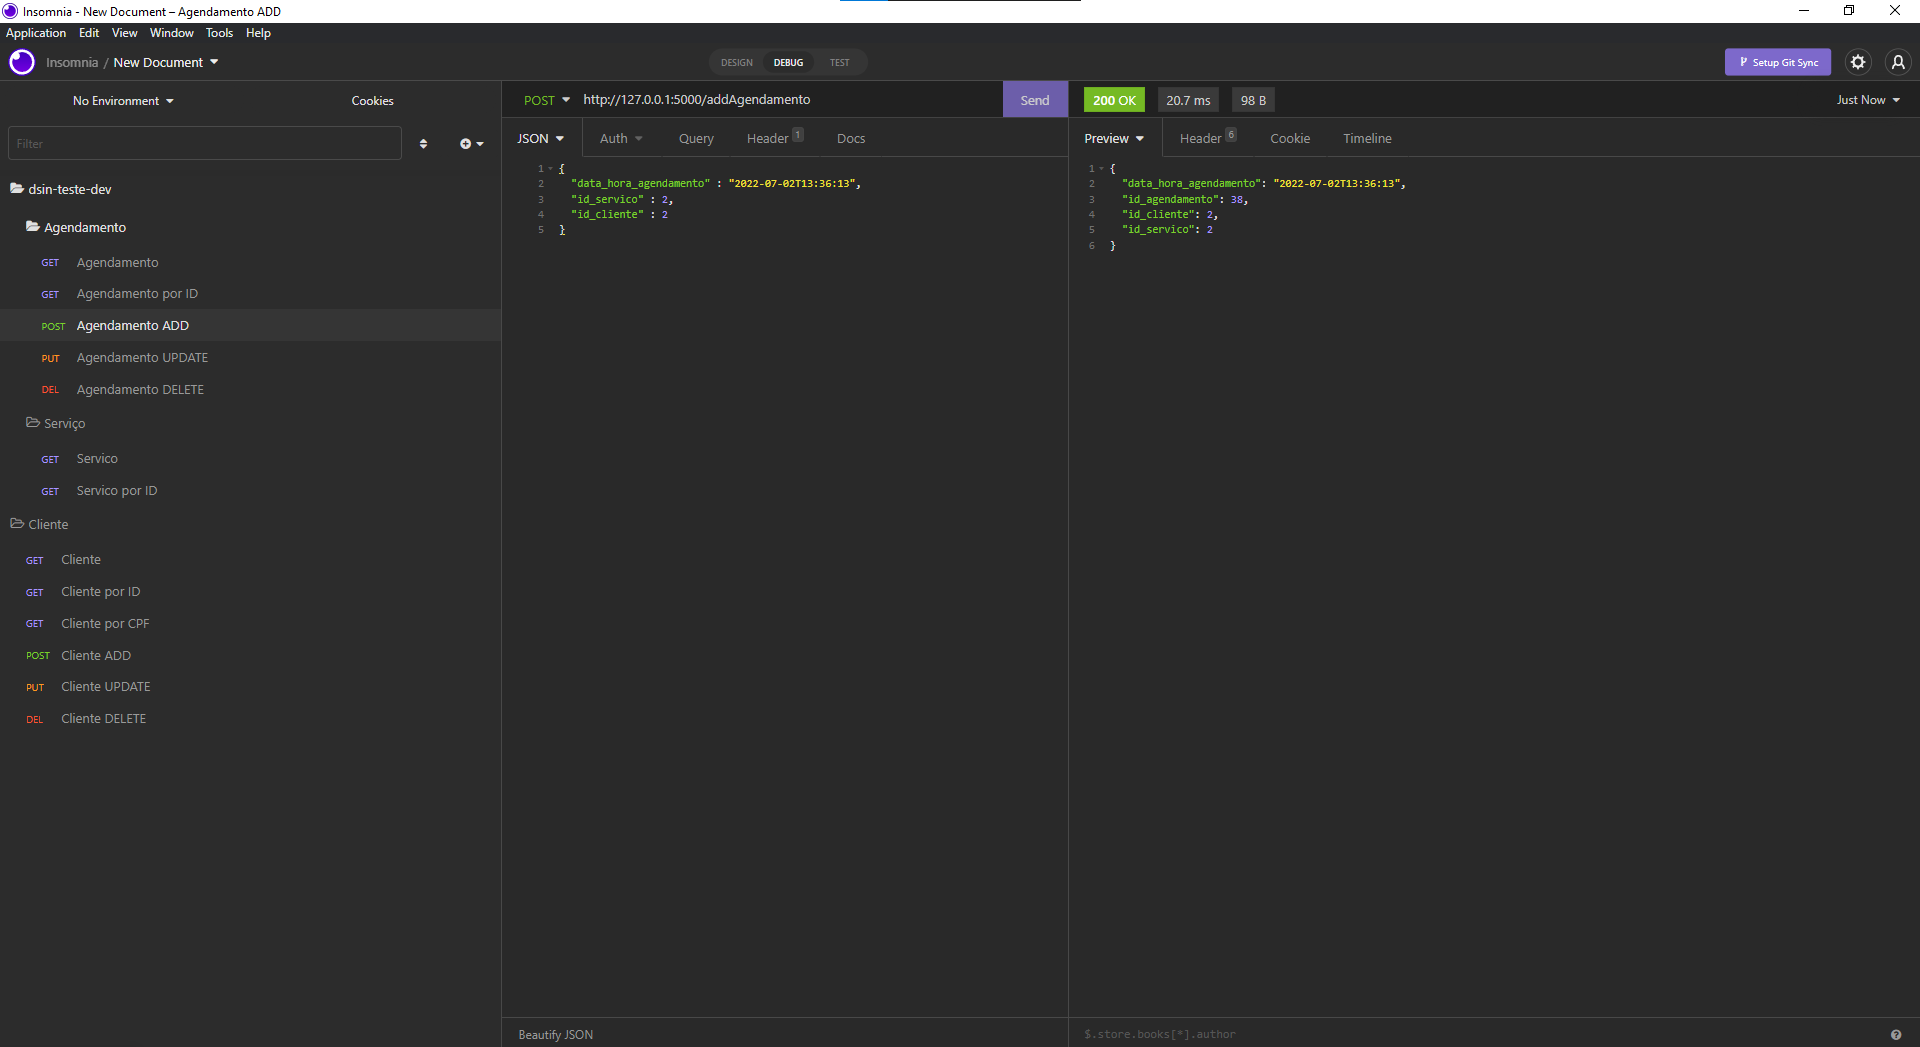 Insomnia - New Document – Agendamento ADD
Application Edit View Window Tools Help
Insomnia / New Document
DESIGN DEBUG TEST
Setup Git Sync
No Environment
Cookies
Filter
dsin-teste-dev
Agendamento
GET Agendamento
GET Agendamento por ID
POST Agendamento ADD
PUT Agendamento UPDATE
DEL Agendamento DELETE
Serviço
GET Servico
GET Servico por ID
Cliente
GET Cliente
GET Cliente por ID
GET Cliente por CPF
POST Cliente ADD
PUT Cliente UPDATE
DEL Cliente DELETE
POST http://127.0.0.1:5000/addAgendamento Send
JSON Auth Query Header 1 Docs
1 {
2 "data_hora_agendamento" : "2022-07-02T13:36:13",
3 "id_servico" : 2,
4 "id_cliente" : 2
5 }
Beautify JSON
200 OK 20.7 ms 98 B Just Now
Preview Header 6 Cookie Timeline
1 {
2 "data_hora_agendamento": "2022-07-02T13:36:13",
3 "id_agendamento": 38,
4 "id_cliente": 2,
5 "id_servico": 2
6 }
$.store.books[*].author